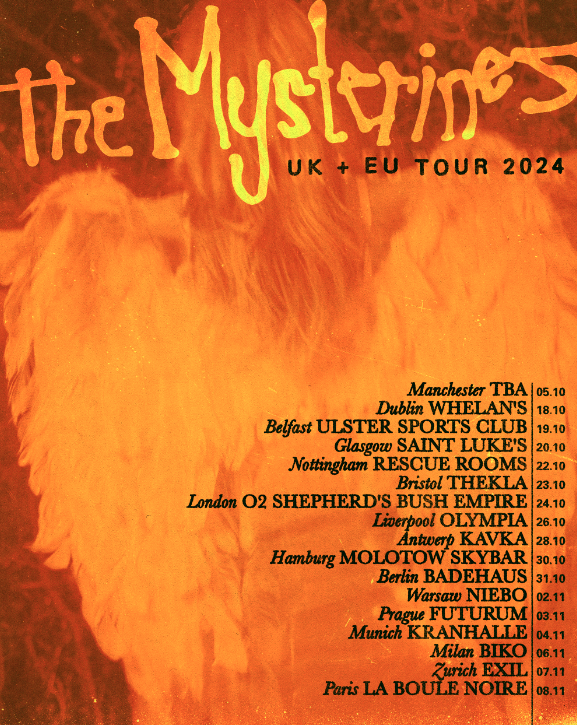 The Mysterines
UK + EU TOUR 2024
Manchester TBA 05.10
Dublin WHELAN'S 18.10
Belfast ULSTER SPORTS CLUB 19.10
Glasgow SAINT LUKE'S 20.10
Nottingham RESCUE ROOMS 22.10
Bristol THEKLA 23.10
London O2 SHEPHERD'S BUSH EMPIRE 24.10
Liverpool OLYMPIA 26.10
Antwerp KAVKA 28.10
Hamburg MOLOTOW SKYBAR 30.10
Berlin BADEHAUS 31.10
Warsaw NIEBO 02.11
Prague FUTURUM 03.11
Munich KRANHALLE 04.11
Milan BIKO 06.11
Zurich EXIL 07.11
Paris LA BOULE NOIRE 08.11